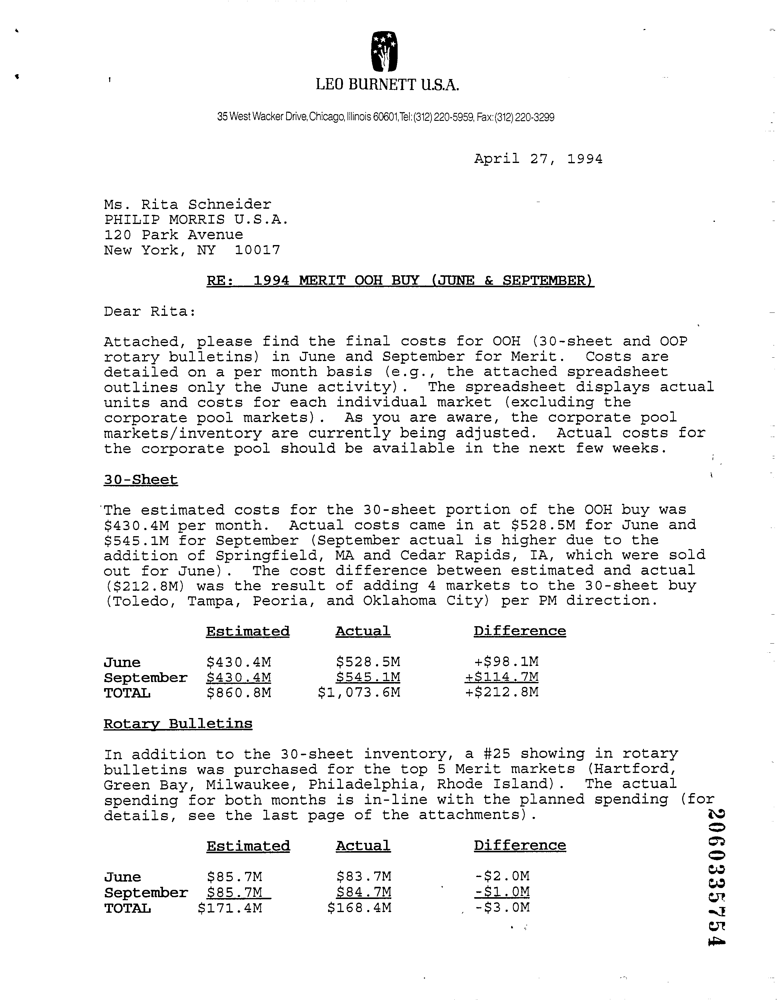 LEO BURNETT U.S.A.
35 West Wacker Drive, Chicago, Illinois 60601, Tel: (312) 220-5959, Fax: (312) 220-3299
April 27, 1994
Ms. Rita Schneider
PHILIP MORRIS U.S.A.
120 Park Avenue
New York, NY 10017
RE: 1994 MERIT OOH BUY (JUNE & SEPTEMBER)
Dear Rita:
Attached, please find the final costs for OOH (30-sheet and OOP
rotary bulletins) in June and September for Merit. Costs are
detailed on a per month basis (e.g., the attached spreadsheet
outlines only the June activity). The spreadsheet displays actual
units and costs for each individual market (excluding the
corporate pool markets). As you are aware, the corporate pool
markets/inventory are currently being adjusted. Actual costs for
the corporate pool should be available in the next few weeks.
30-Sheet
The estimated costs for the 30-sheet portion of the OOH buy was
$430.4M per month. Actual costs came in at $528.5M for June and
$545.1M for September (September actual is higher due to the
addition of Springfield, MA and Cedar Rapids, IA, which were sold
out for June). The cost difference between estimated and actual
($212.8M) was the result of adding 4 markets to the 30-sheet buy
(Toledo, Tampa, Peoria, and Oklahoma City) per PM direction.
Estimated Actual Difference
June $430.4M $528.5M +$98.1M
September $430.4M $545.1M +$114.7M
TOTAL $860.8M $1,073.6M +$212.8M
Rotary Bulletins
In addition to the 30-sheet inventory, a #25 showing in rotary
bulletins was purchased for the top 5 Merit markets (Hartford,
Green Bay, Milwaukee, Philadelphia, Rhode Island). The actual
spending for both months is in-line with the planned spending (for
details, see the last page of the attachments).
Estimated Actual Difference
June $85.7M $83.7M -$2.0M
September $85.7M $84.7M -$1.0M
TOTAL $171.4M $168.4M -$3.0M
2060335754